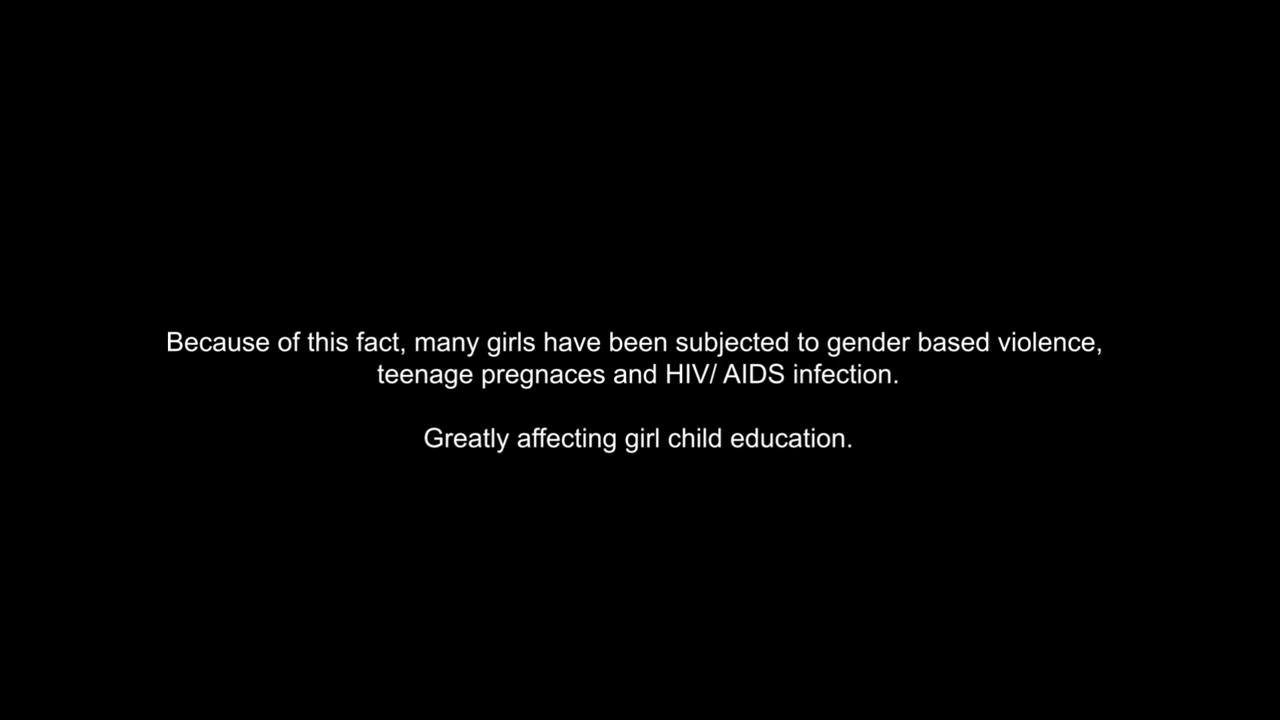 Because of this fact, many girls have been subjected to gender based violence,
teenage pregnaces and HIV/ AIDS infection.
Greatly affecting girl child education.